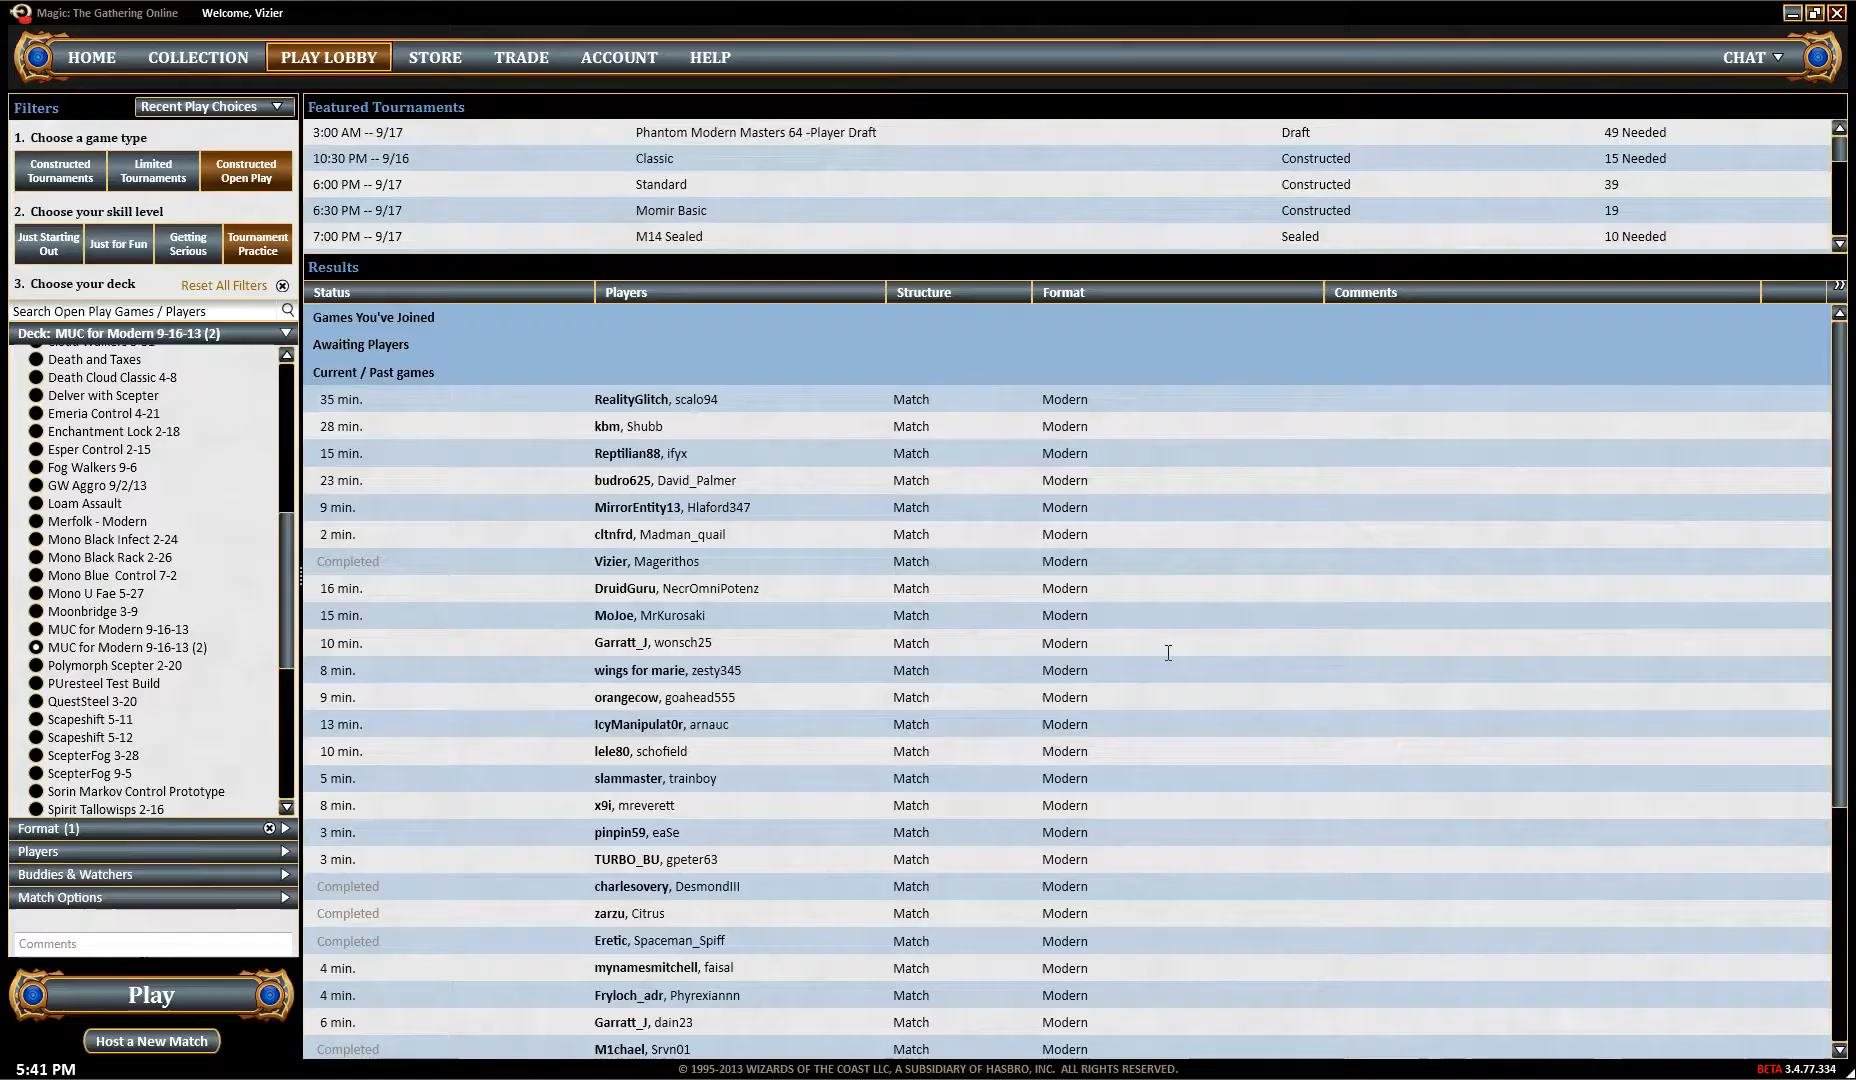 Magic: The Gathering Online Welcome, Vizier
HOME COLLECTION PLAY LOBBY STORE TRADE ACCOUNT HELP CHAT
Filters Recent Play Choices
1. Choose a game type
Constructed Tournaments Limited Tournaments Constructed Open Play
2. Choose your skill level
Just Starting Out Just for Fun Getting Serious Tournament Practice
3. Choose your deck Reset All Filters
Search Open Play Games / Players
Deck: MUC for Modern 9-16-13 (2)
Death and Taxes
Death Cloud Classic 4-8
Delver with Scepter
Emeria Control 4-21
Enchantment Lock 2-18
Esper Control 2-15
Fog Walkers 9-6
GW Aggro 9/2/13
Loam Assault
Merfolk - Modern
Mono Black Infect 2-24
Mono Black Rack 2-26
Mono Blue  Control 7-2
Mono U Fae 5-27
Moonbridge 3-9
MUC for Modern 9-16-13
MUC for Modern 9-16-13 (2)
Polymorph Scepter 2-20
PUresteel Test Build
QuestSteel 3-20
Scapeshift 5-11
Scapeshift 5-12
ScepterFog 3-28
ScepterFog 9-5
Sorin Markov Control Prototype
Spirit Tallowisps 2-16
Format (1)
Players
Buddies & Watchers
Match Options
Comments
Play
Host a New Match
5:41 PM
Featured Tournaments
3:00 AM -- 9/17 Phantom Modern Masters 64 -Player Draft Draft 49 Needed
10:30 PM -- 9/16 Classic Constructed 15 Needed
6:00 PM -- 9/17 Standard Constructed 39
6:30 PM -- 9/17 Momir Basic Constructed 19
7:00 PM -- 9/17 M14 Sealed Sealed 10 Needed
Results
Status Players Structure Format Comments
Games You've Joined
Awaiting Players
Current / Past games
35 min. RealityGlitch, scalo94 Match Modern
28 min. kbm, Shubb Match Modern
15 min. Reptilian88, ifyx Match Modern
23 min. budro625, David_Palmer Match Modern
9 min. MirrorEntity13, Hlaford347 Match Modern
2 min. cltnfrd, Madman_quail Match Modern
Completed Vizier, Magerithos Match Modern
16 min. DruidGuru, NecrOmniPotenz Match Modern
15 min. MoJoe, MrKurosaki Match Modern
10 min. Garratt_J, wonsch25 Match Modern
8 min. wings for marie, zesty345 Match Modern
9 min. orangecow, goahead555 Match Modern
13 min. IcyManipulat0r, arnauc Match Modern
10 min. lele80, schofield Match Modern
5 min. slammaster, trainboy Match Modern
8 min. x9i, mreverett Match Modern
3 min. pinpin59, eaSe Match Modern
3 min. TURBO_BU, gpeter63 Match Modern
Completed charlesovery, DesmondIII Match Modern
Completed zarzu, Citrus Match Modern
Completed Eretic, Spaceman_Spiff Match Modern
4 min. mynamesmitchell, faisal Match Modern
4 min. Fryloch_adr, Phyrexiannn Match Modern
6 min. Garratt_J, dain23 Match Modern
Completed M1chael, Srvn01 Match Modern
© 1995-2013 WIZARDS OF THE COAST LLC, A SUBSIDIARY OF HASBRO, INC. ALL RIGHTS RESERVED.
BETA 3.4.77.334